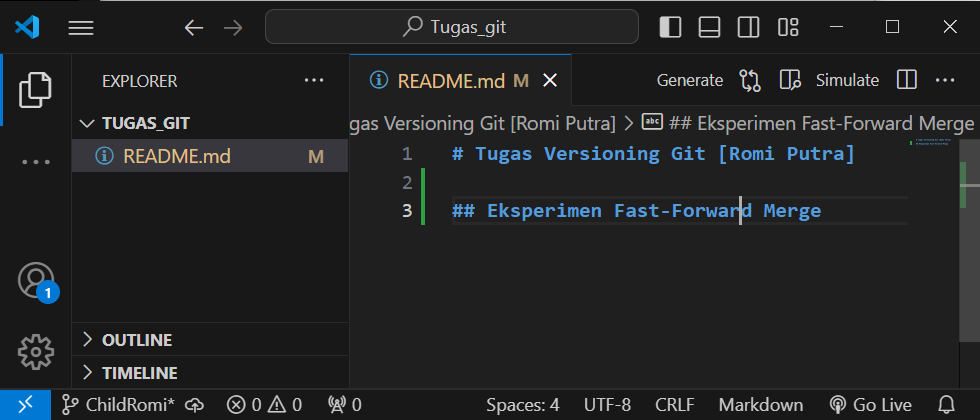 Tugas_git
EXPLORER ...
README.md M
Generate
Simulate
...
TUGAS_GIT
gas Versioning Git [Romi Putra] > ## Eksperimen Fast-Forward Merge
README.md M
1 # Tugas Versioning Git [Romi Putra]
2
3 ## Eksperimen Fast-Forward Merge
1
OUTLINE
TIMELINE
ChildRomi* 0 0 0 Spaces: 4 UTF-8 CRLF Markdown Go Live